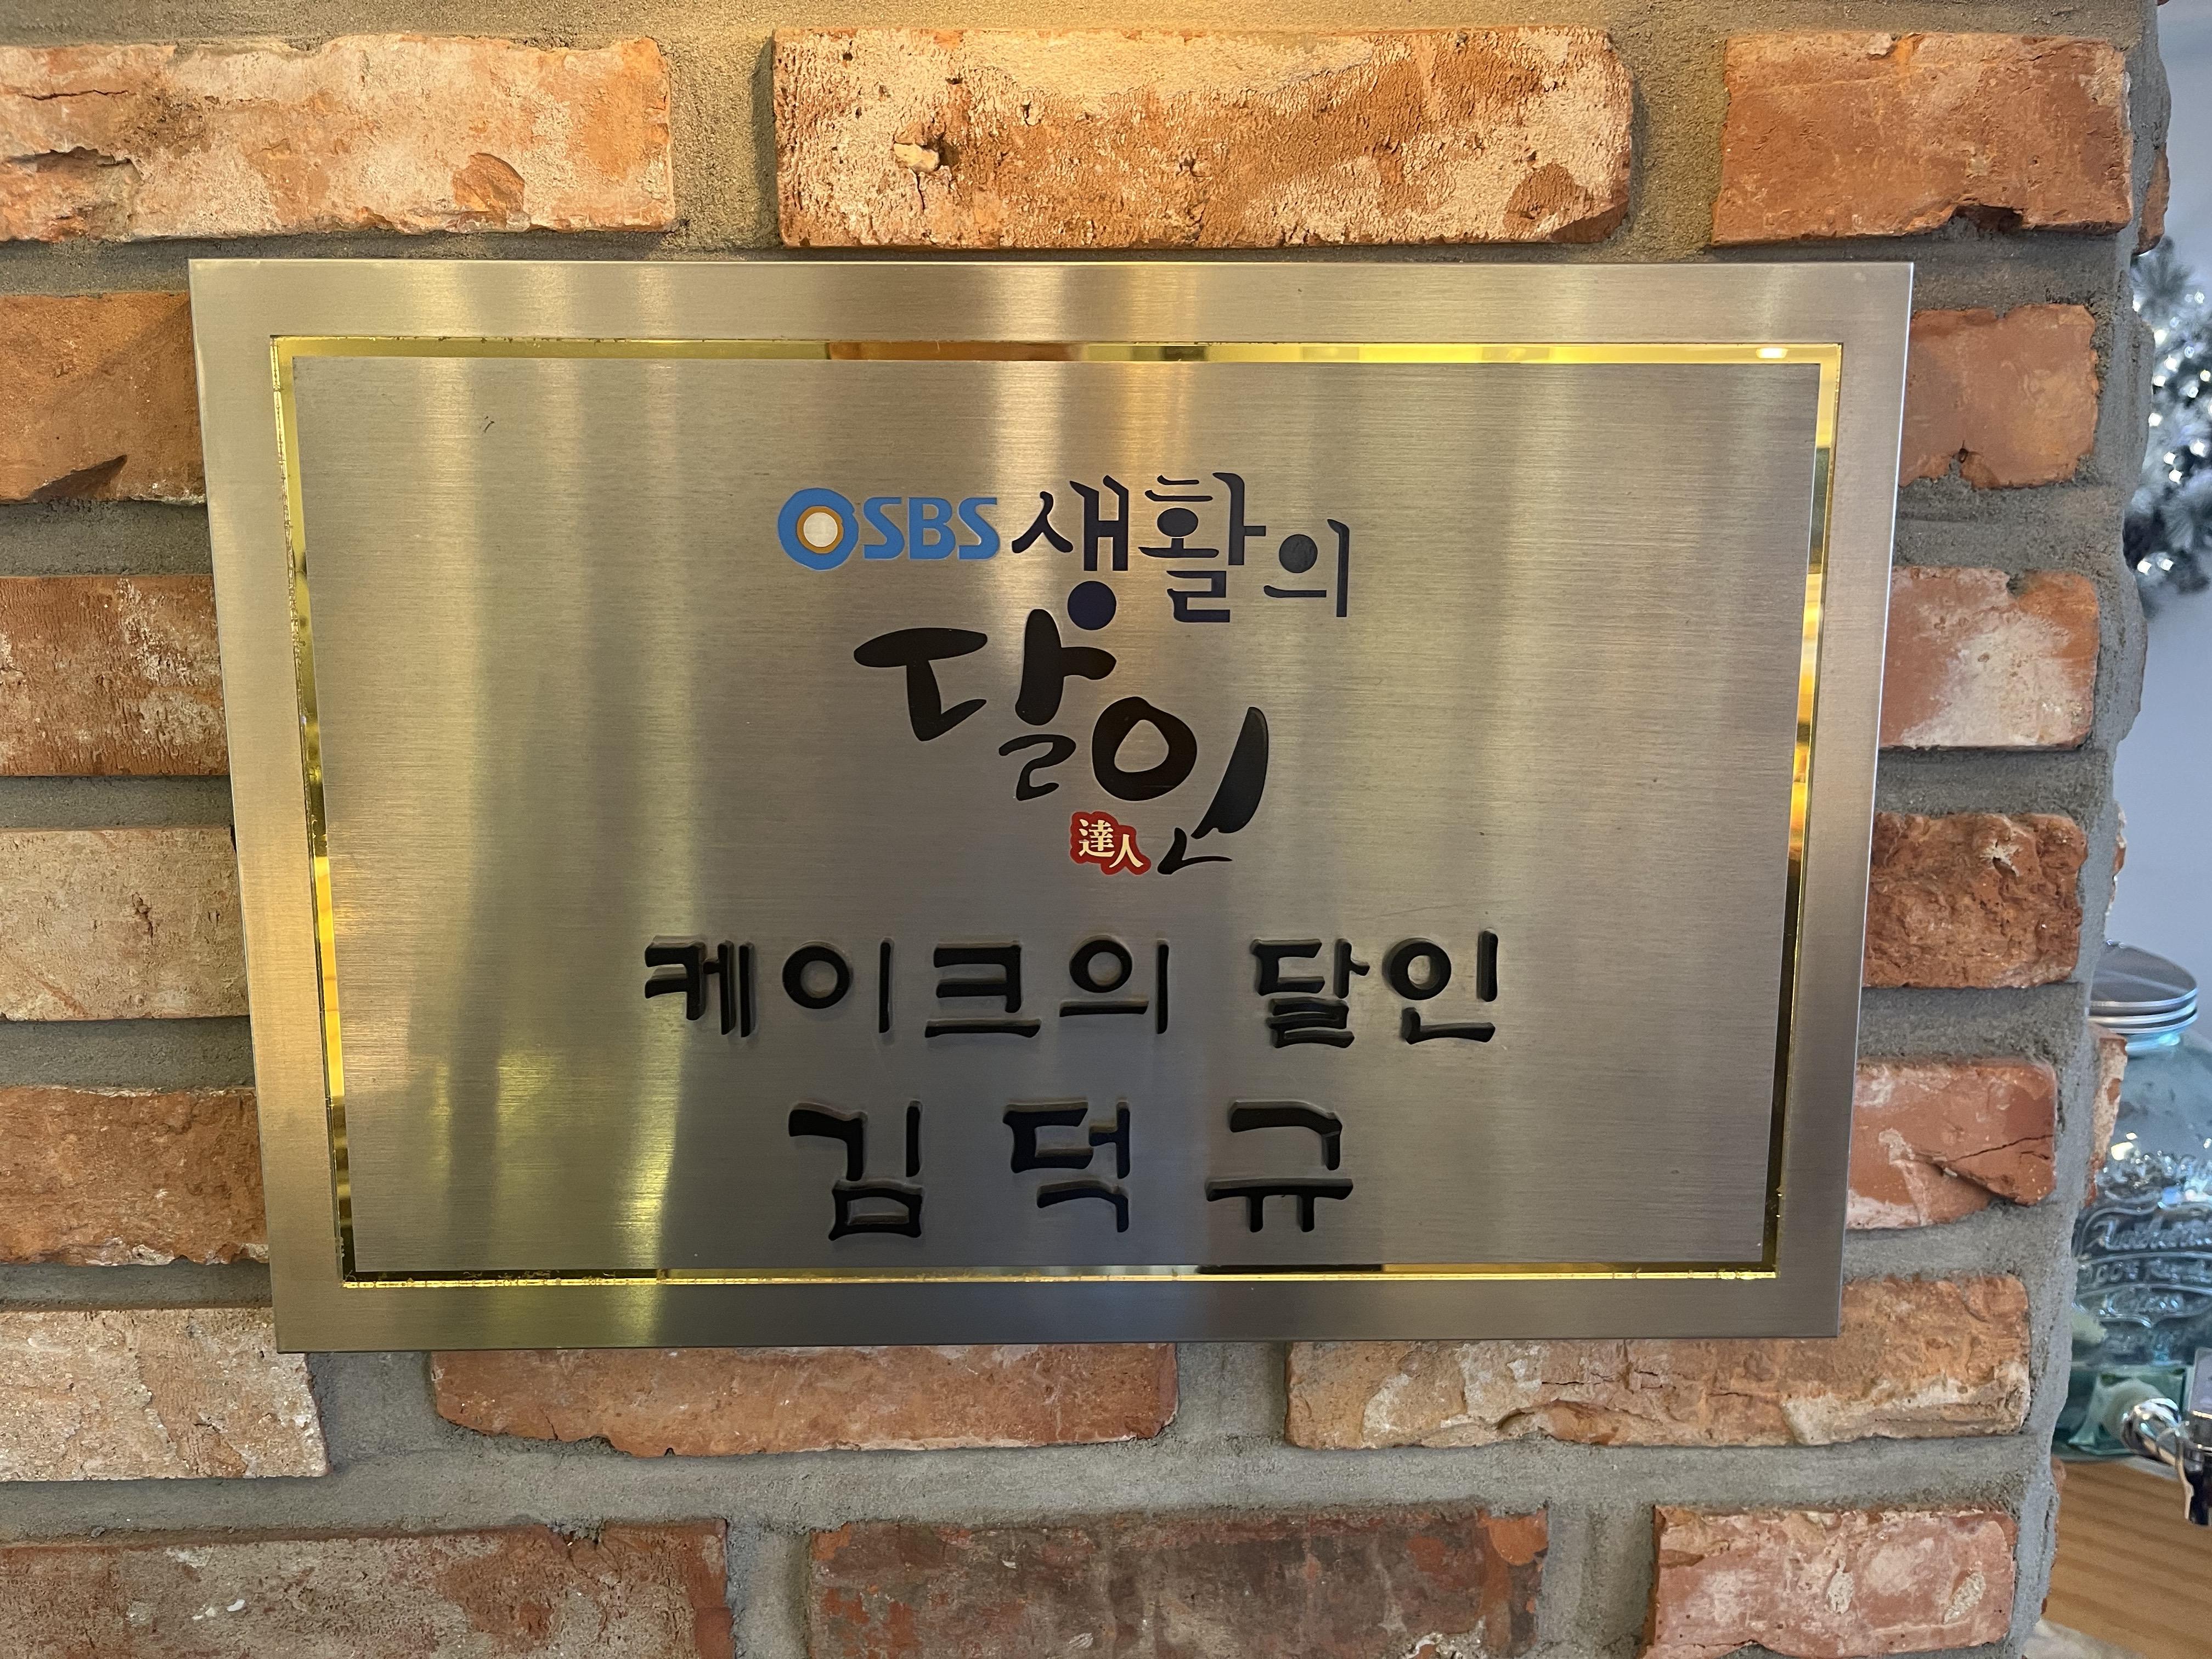 SBS 생활의
달인
達人
케이크의 달인
김덕규